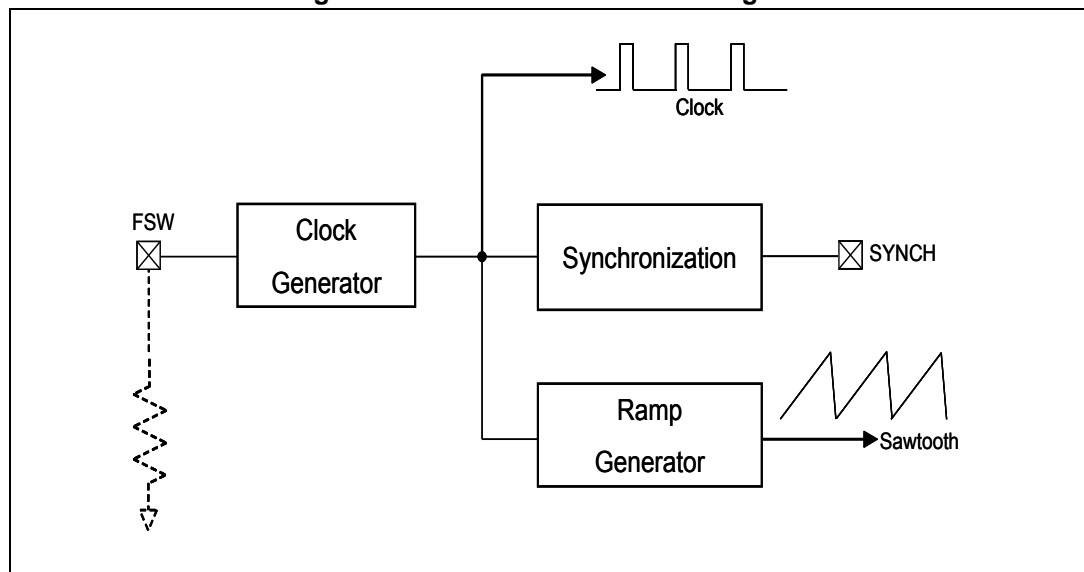 Clock
FSW
Clock
Generator
Synchronization
SYNCH
Ramp
Generator
Sawtooth